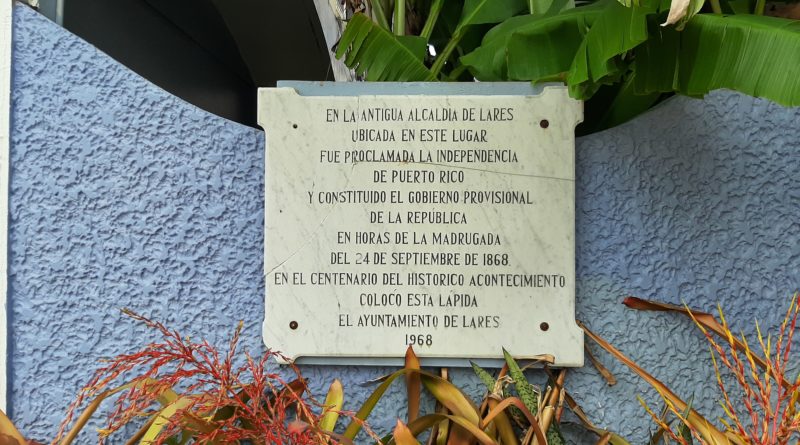 EN LA ANTIGUA ALCALDIA DE LARES
UBICADA EN ESTE LUGAR
FUE PROCLAMADA LA INDEPENDENCIA
DE PUERTO RICO
Y CONSTITUIDO EL GOBIERNO PROVISIONAL
DE LA REPÚBLICA
EN HORAS DE LA MADRUGADA
DEL 24 DE SEPTIEMBRE DE 1868.
EN EL CENTENARIO DEL HISTORICO ACONTECIMIENTO
COLOCO ESTA LÁPIDA
EL AYUNTAMIENTO DE LARES
1968